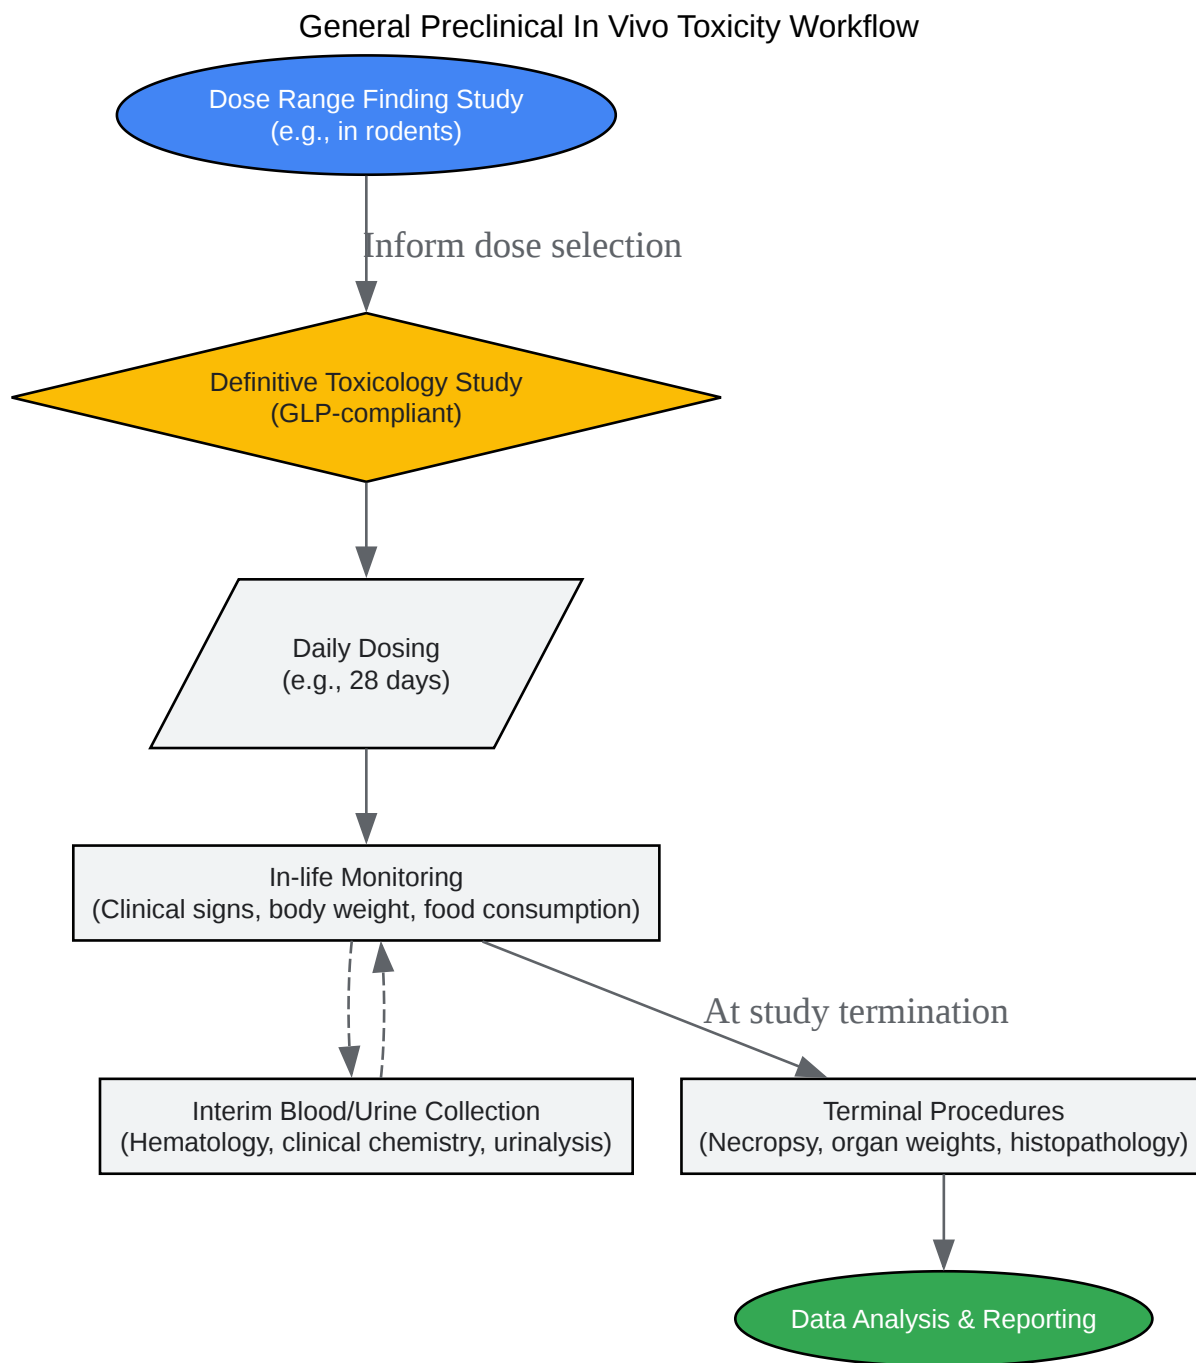 General Preclinical In Vivo Toxicity Workflow
Dose Range Finding Study
(e.g., in rodents)
Inform dose selection
Definitive Toxicology Study
(GLP-compliant)
Daily Dosing
(e.g., 28 days)
In-life Monitoring
(Clinical signs, body weight, food consumption)
At study termination
Interim Blood/Urine Collection
(Hematology, clinical chemistry, urinalysis)
Terminal Procedures
(Necropsy, organ weights, histopathology)
Data Analysis & Reporting